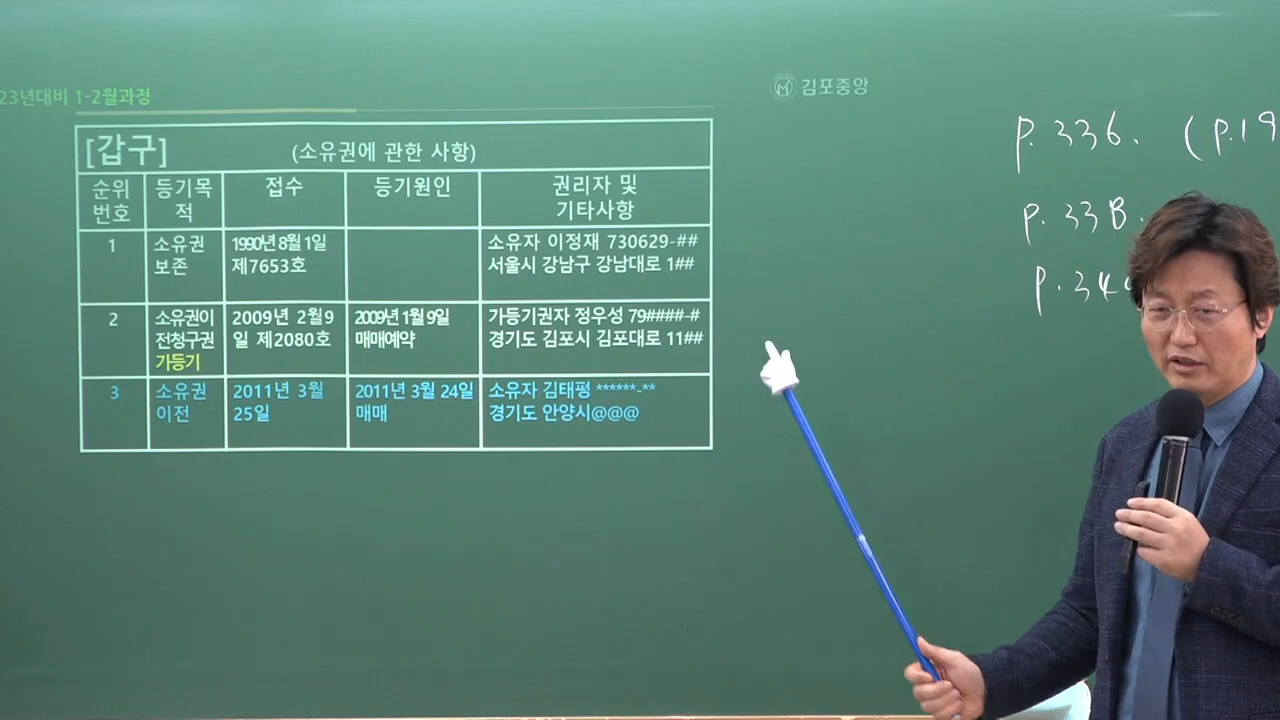 23년대비 1-2월과정
김포중앙
[갑구] (소유권에 관한 사항)
순위
번호
등기목
적
접수
등기원인
권리자 및
기타사항
1
소유권
보존
1990년 8월 1일
제7653호
소유자 이정재 730629-##
서울시 강남구 강남대로 1##
2
소유권이
전청구권
가등기
2009년 2월9
일 제2080호
2009년 1월 9일
매매예약
가등기권자 정우성 79####-#
경기도 김포시 김포대로 11##
3
소유권
이전
2011년 3월
25일
2011년 3월 24일
매매
소유자 김태평 ******-**
경기도 안양시@@@
p.336. (p.19
p.338.
p.34